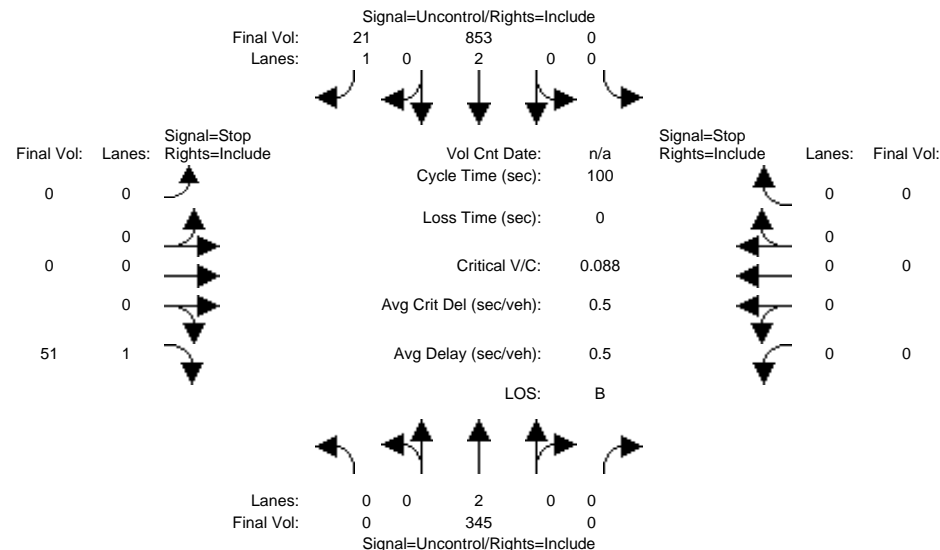 Signal=Uncontrol/Rights=Include
Final Vol: 21 853 0
Lanes: 1 0 2 0 0
Signal=Stop
Final Vol: Lanes: Rights=Include
Vol Cnt Date: n/a
Signal=Stop
Rights=Include Lanes: Final Vol:
Cycle Time (sec): 100
0 0
0 0
Loss Time (sec): 0
0
0
0 0
Critical V/C: 0.088
0 0
0
Avg Crit Del (sec/veh): 0.5
0
51 1
Avg Delay (sec/veh): 0.5
0 0
LOS: B
Lanes: 0 0 2 0 0
Final Vol: 0 345 0
Signal=Uncontrol/Rights=Include